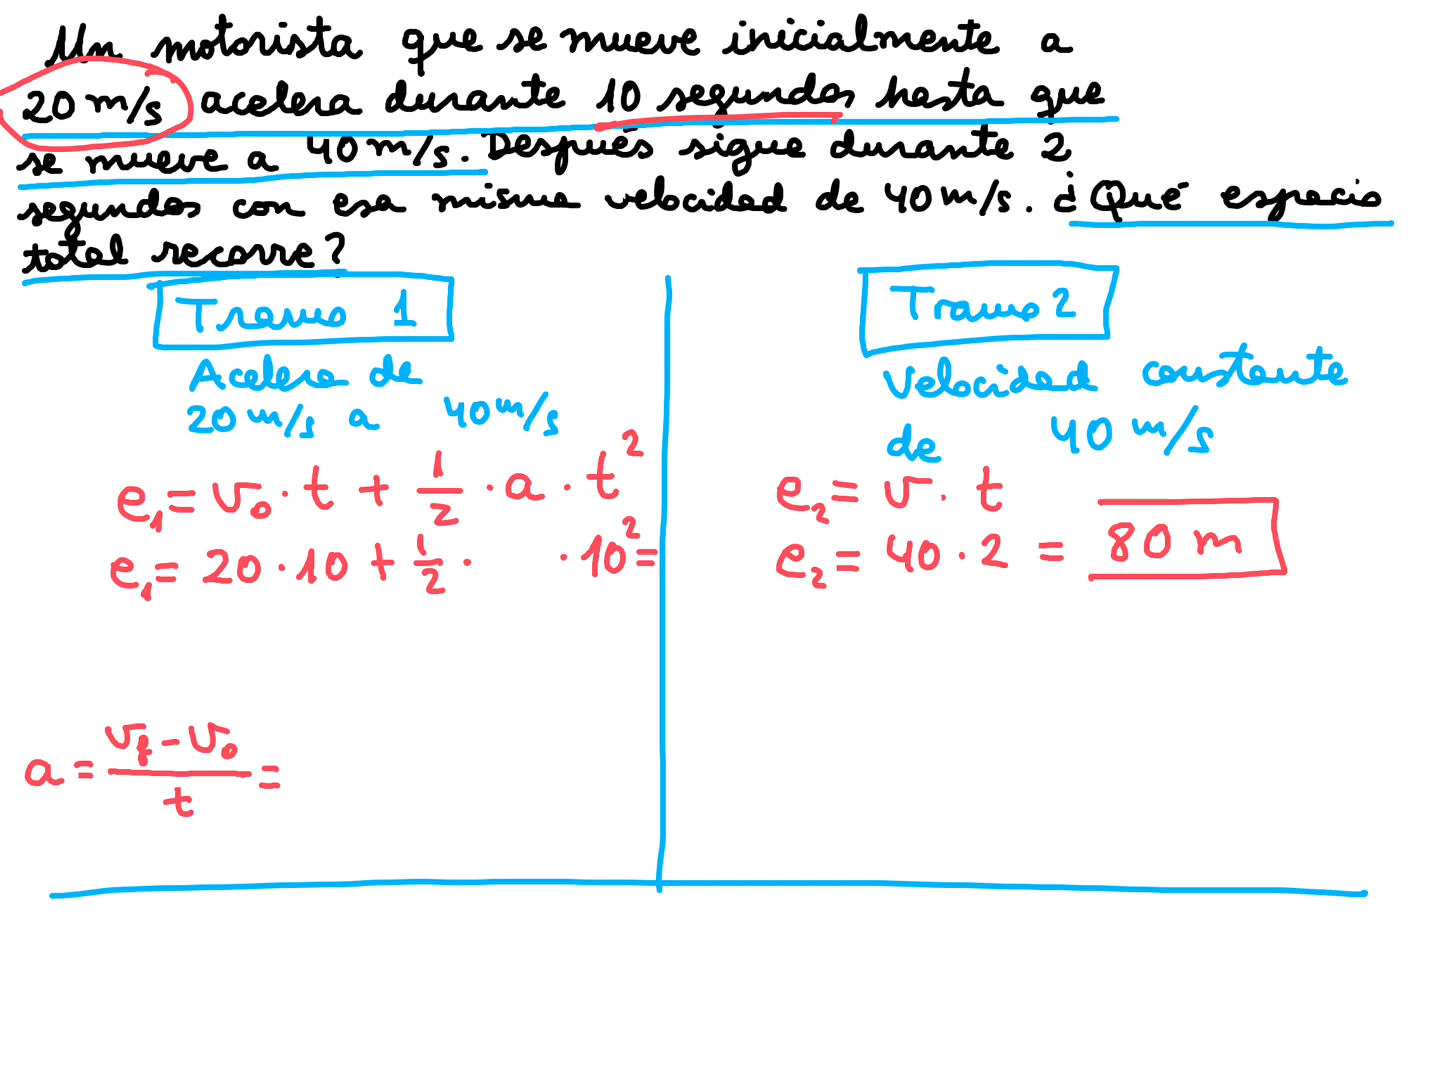 Un motorista que se mueve inicialmente a
20 m/s acelera durante 10 segundos hasta que
se mueve a 40 m/s. Después sigue durante 2
segundos con esa misma velocidad de 40 m/s. ¿Qué espacio
total recorre?
Tramo 1
Acelera de
20 m/s a 40 m/s
e₁ = v₀ · t + 1/2 · a · t²
e₁ = 20 · 10 + 1/2 · · 10² =
a = (vf - v₀)/t =
Tramo 2
Velocidad constante
de 40 m/s
e₂ = v · t
e₂ = 40 · 2 = 80 m